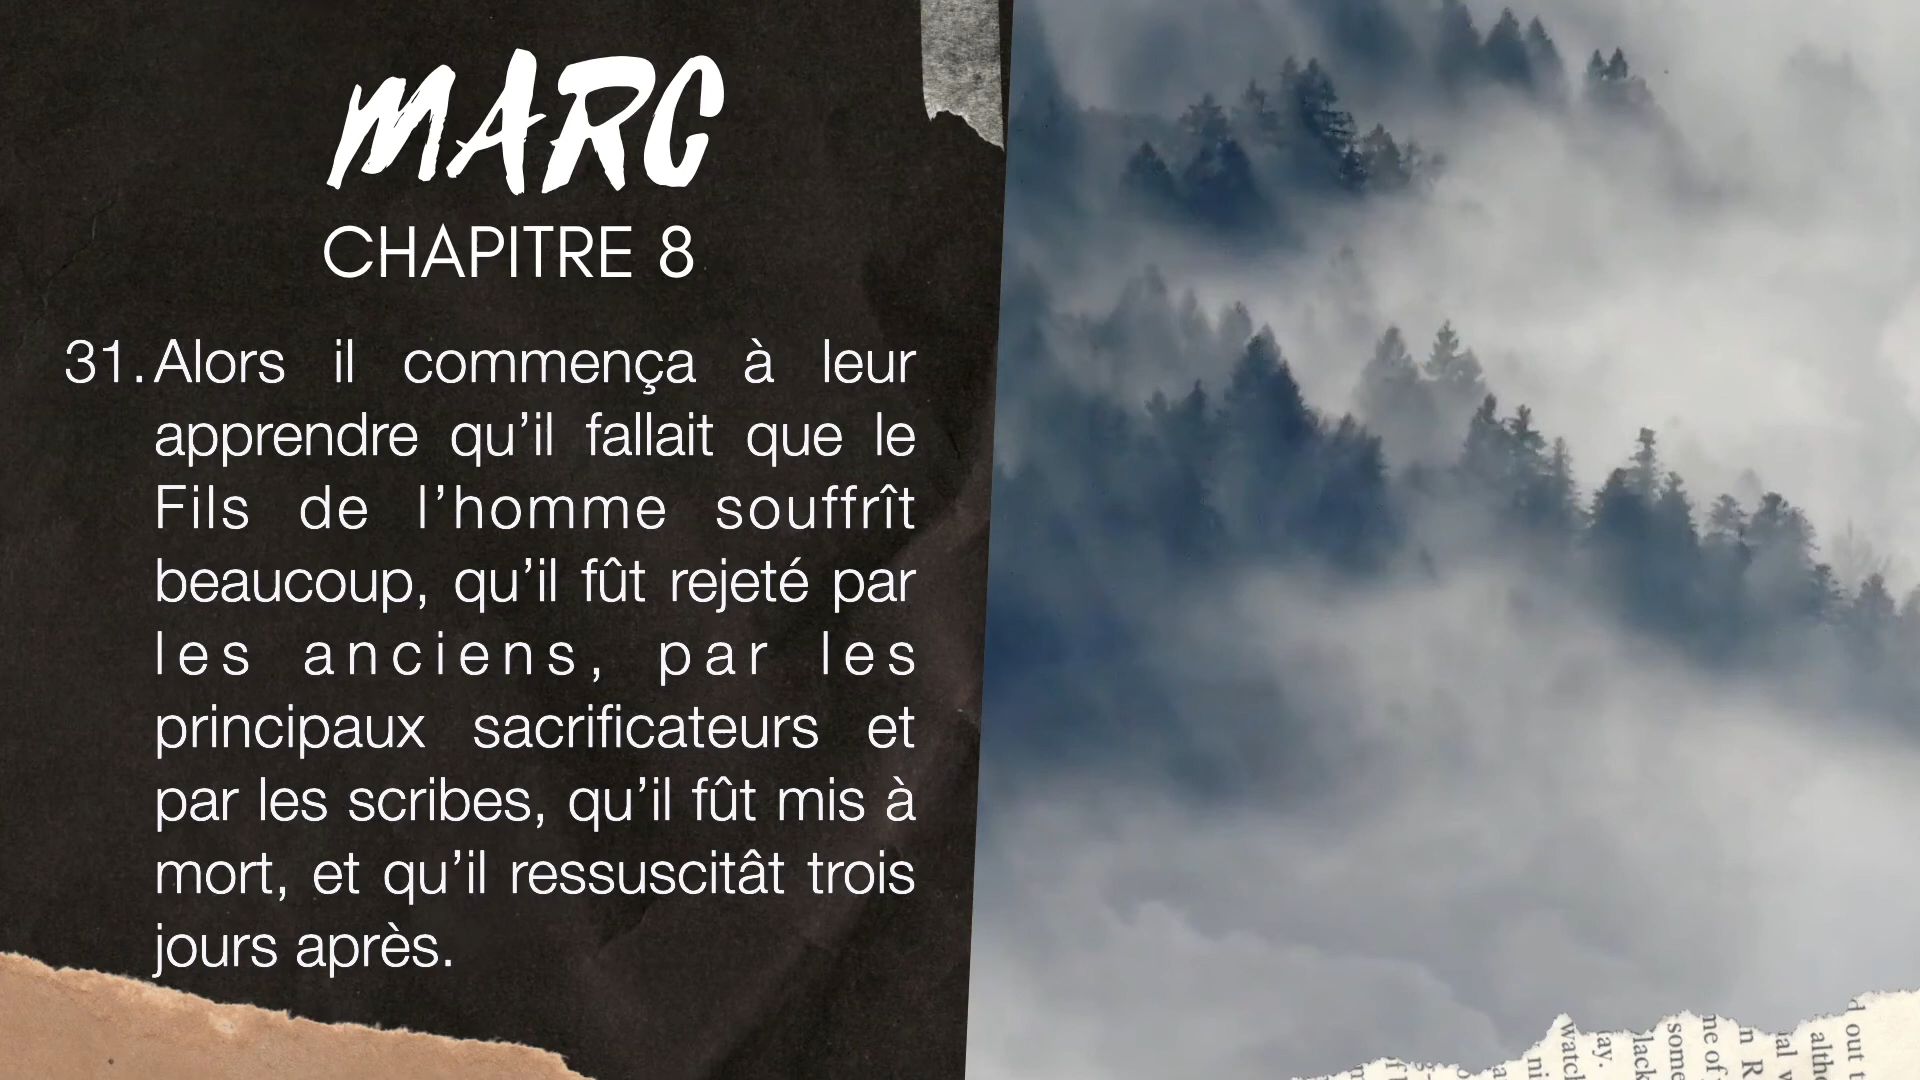 MARC
CHAPITRE 8
31. Alors il commença à leur
apprendre qu’il fallait que le
Fils de l’homme souffrît
beaucoup, qu’il fût rejeté par
les anciens, par les
principaux sacrificateurs et
par les scribes, qu’il fût mis à
mort, et qu’il ressuscitât trois
jours après.